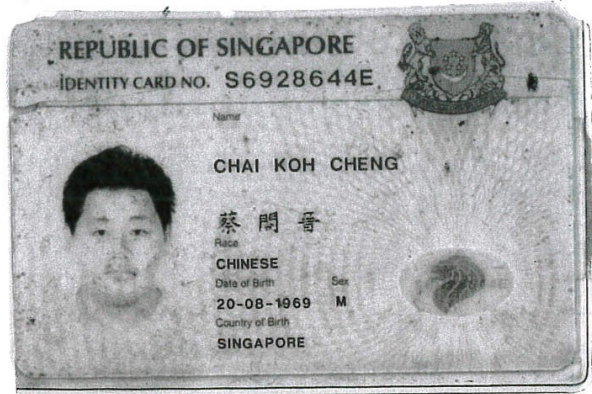 REPUBLIC OF SINGAPORE
IDENTITY CARD NO. S6928644E
Name
CHAI KOH CHENG
蔡閣晋
Race
CHINESE
Date of Birth Sex
20-08-1969 M
Country of Birth
SINGAPORE